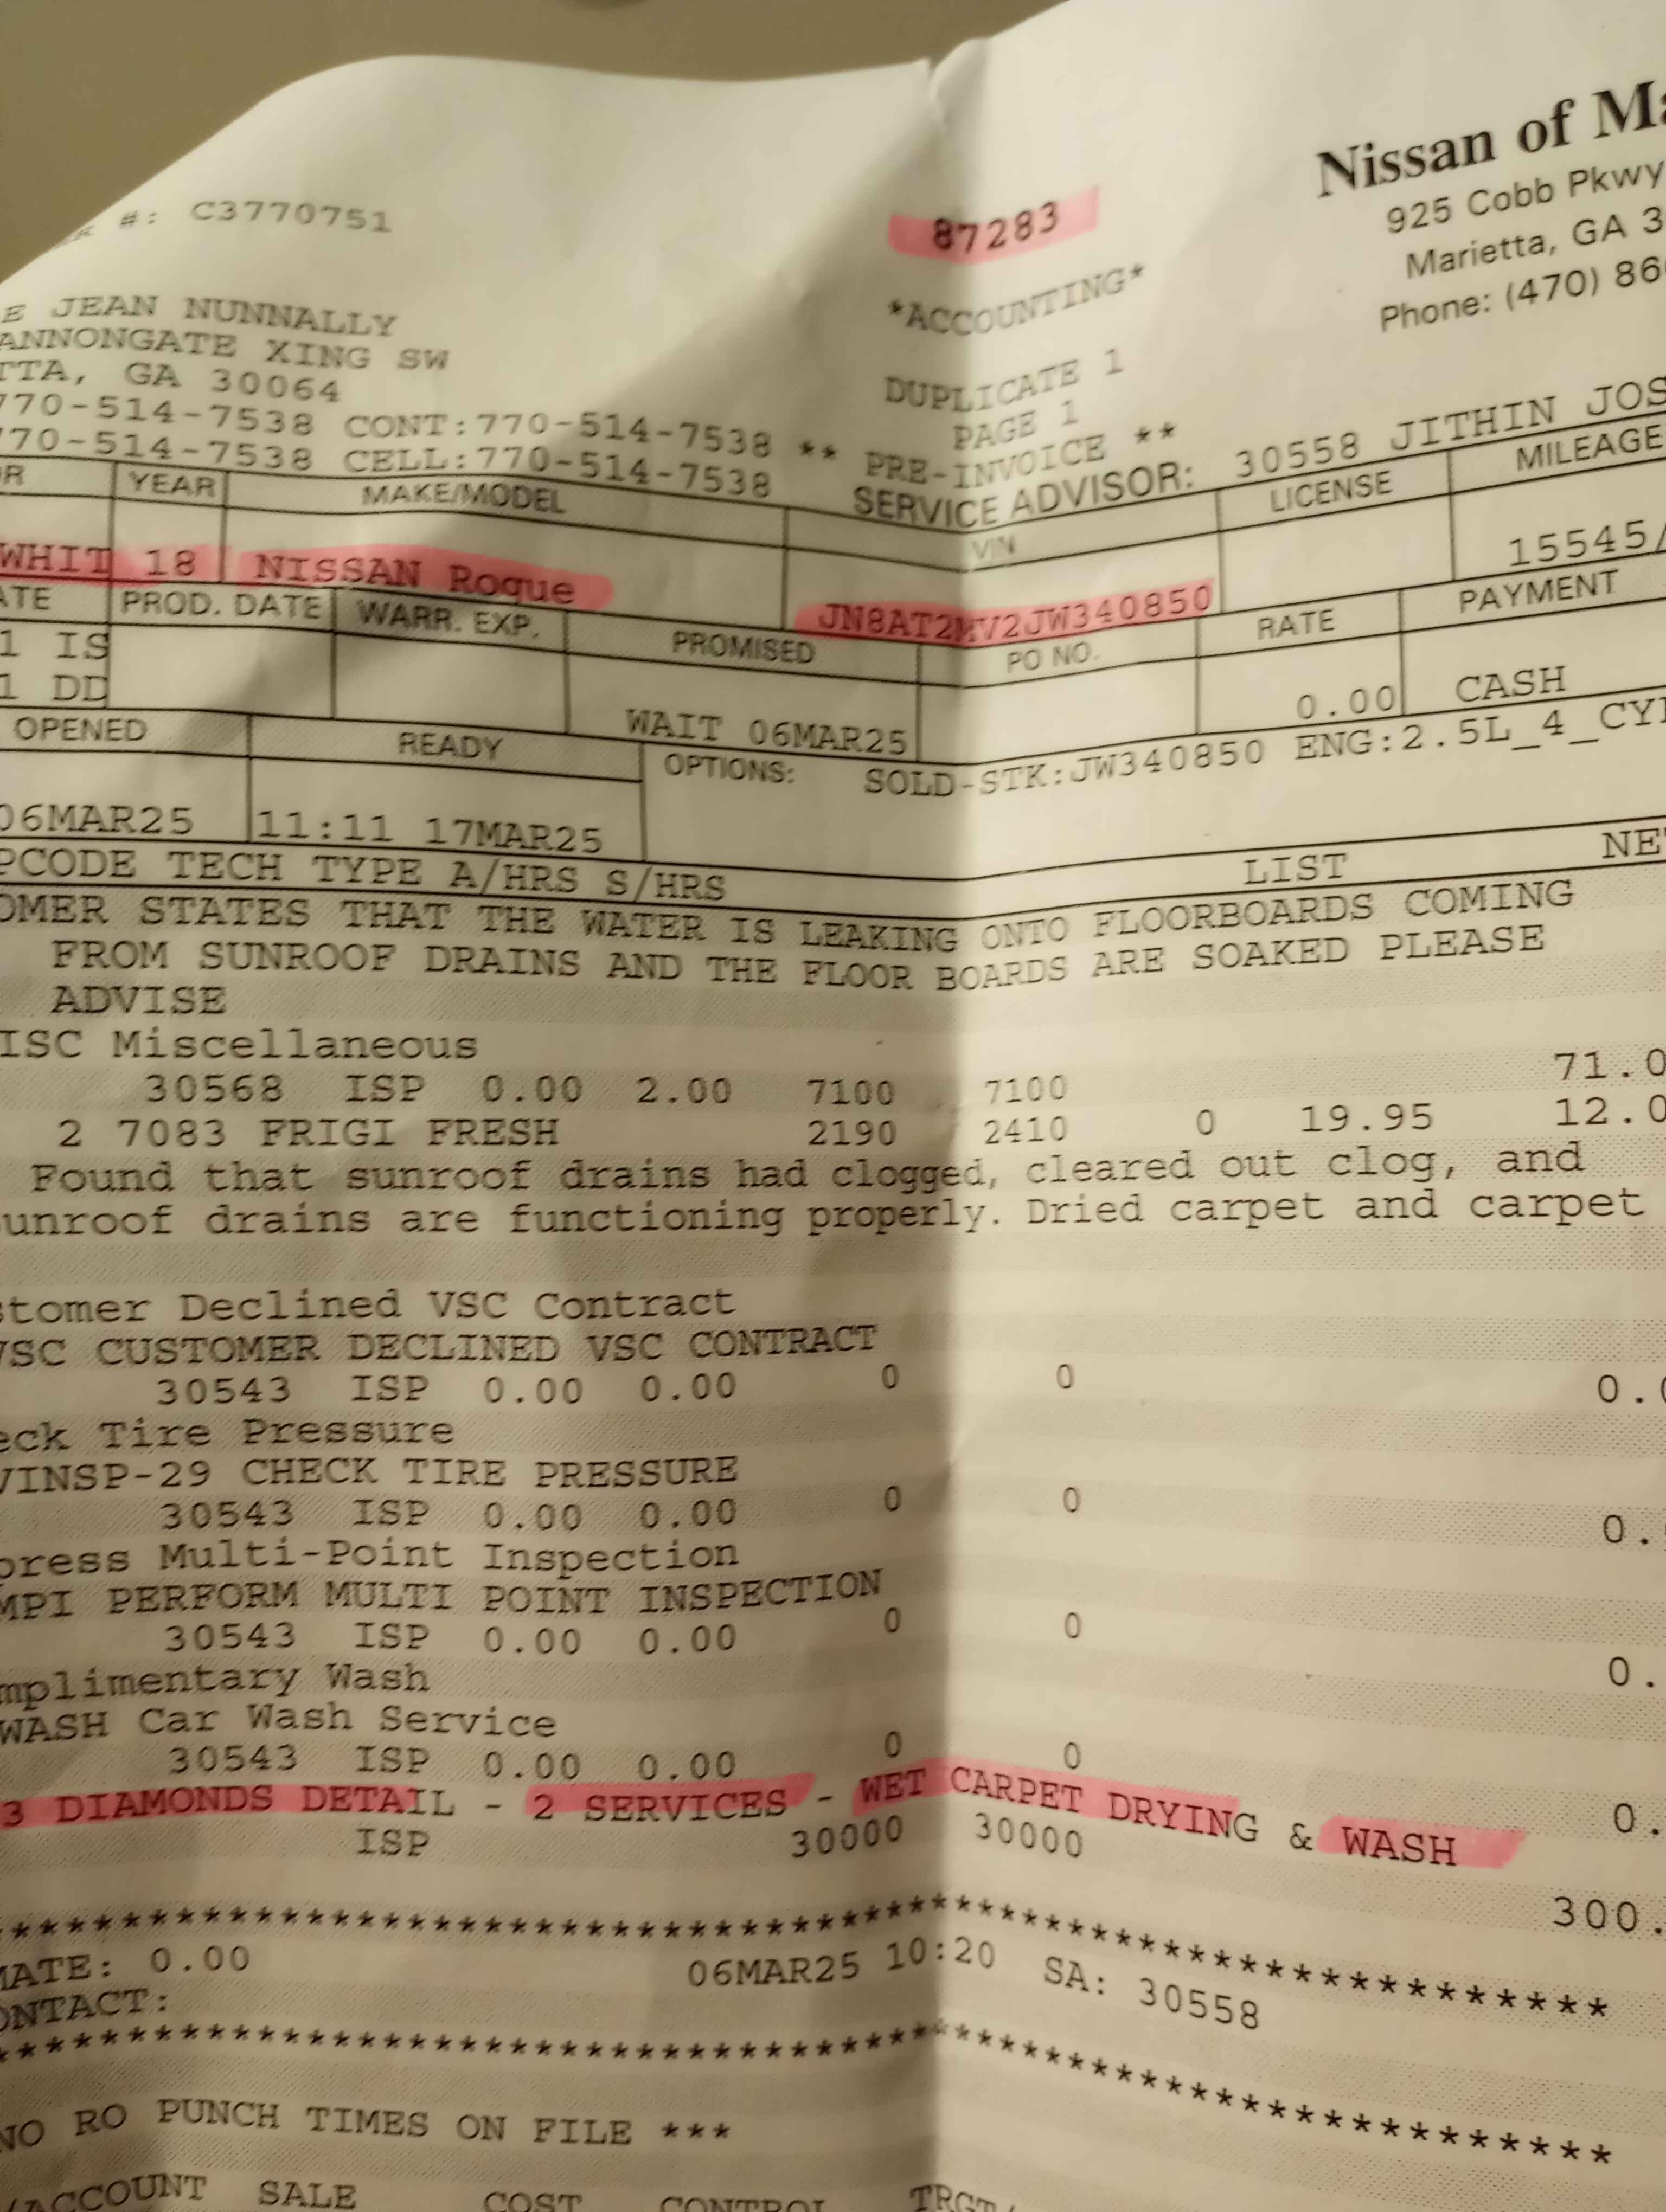 Nissan of Ma
925 Cobb Pkwy
Marietta, GA 3
Phone: (470) 86
#: C3770751
87283
*ACCOUNTING*
E JEAN NUNNALLY
ANNONGATE XING SW
TTA, GA 30064
770-514-7538 CONT:770-514-7538
770-514-7538 CELL:770-514-7538
DUPLICATE 1
PAGE 1
** PRE-INVOICE **
SERVICE ADVISOR: 30558 JITHIN JOS
OR YEAR MAKE/MODEL VIN LICENSE MILEAGE
WHIT 18 NISSAN Roque JN8AT2MV2JW340850 15545/
ATE PROD. DATE WARR. EXP. PROMISED PO NO. RATE PAYMENT
1 IS
1 DD WAIT 06MAR25 0.00 CASH
OPENED READY OPTIONS: SOLD-STK:JW340850 ENG:2.5L_4_CYL
06MAR25 11:11 17MAR25
PCODE TECH TYPE A/HRS S/HRS LIST NET
OMER STATES THAT THE WATER IS LEAKING ONTO FLOORBOARDS COMING
FROM SUNROOF DRAINS AND THE FLOOR BOARDS ARE SOAKED PLEASE
ADVISE
ISC Miscellaneous
30568 ISP 0.00 2.00 7100 7100 71.0
2 7083 FRIGI FRESH 2190 2410 0 19.95 12.0
Found that sunroof drains had clogged, cleared out clog, and
unroof drains are functioning properly. Dried carpet and carpet
stomer Declined VSC Contract
VSC CUSTOMER DECLINED VSC CONTRACT
30543 ISP 0.00 0.00 0 0 0.0
eck Tire Pressure
VINSP-29 CHECK TIRE PRESSURE
30543 ISP 0.00 0.00 0 0 0.
press Multi-Point Inspection
MPI PERFORM MULTI POINT INSPECTION
30543 ISP 0.00 0.00 0 0 0.
mplimentary Wash
WASH Car Wash Service
30543 ISP 0.00 0.00 0 0 0.
3 DIAMONDS DETAIL - 2 SERVICES - WET CARPET DRYING & WASH
ISP 30000 30000 300.
****************************************************
MATE: 0.00 06MAR25 10:20 SA: 30558
ONTACT:
****************************************************
NO RO PUNCH TIMES ON FILE ***
/ACCOUNT SALE COST CONTROL TRGT/